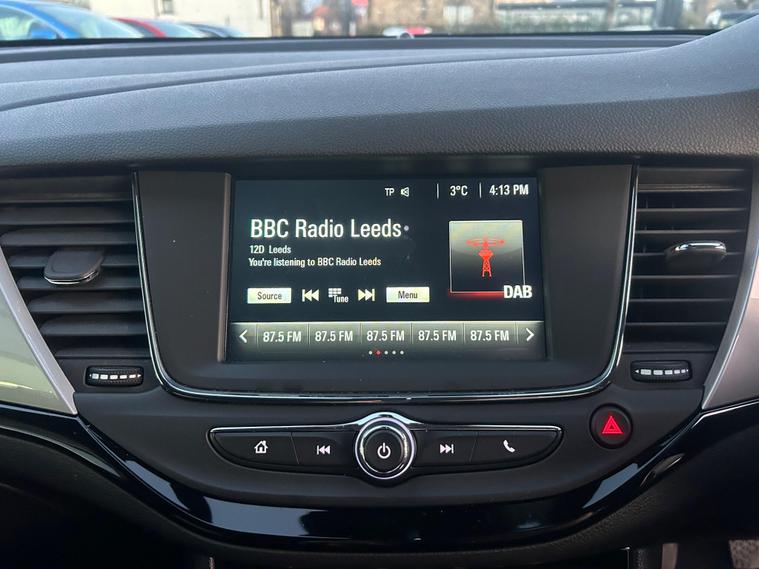 TP 3°C 4:13 PM
BBC Radio Leeds
12D Leeds
You're listening to BBC Radio Leeds
DAB
Source Tune Menu
87.5 FM 87.5 FM 87.5 FM 87.5 FM 87.5 FM